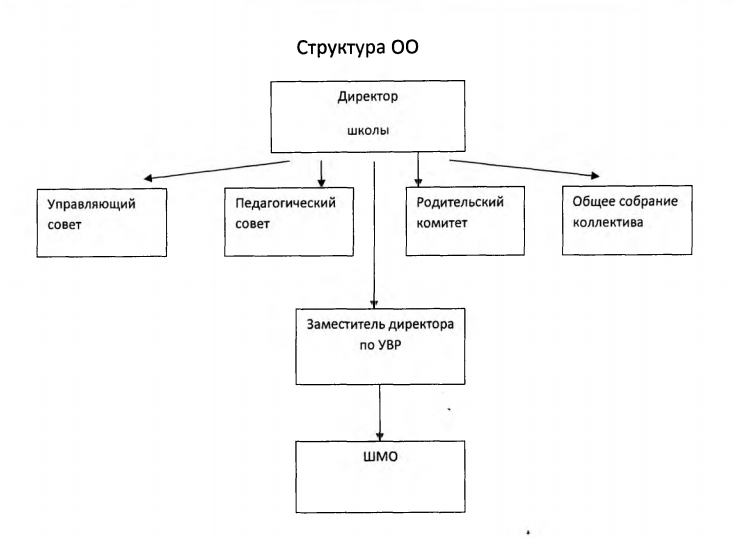 Структура ОО
Директор
школы
Управляющий
совет
Педагогический
совет
Родительский
комитет
Общее собрание
коллектива
Заместитель директора
по УВР
ШМО